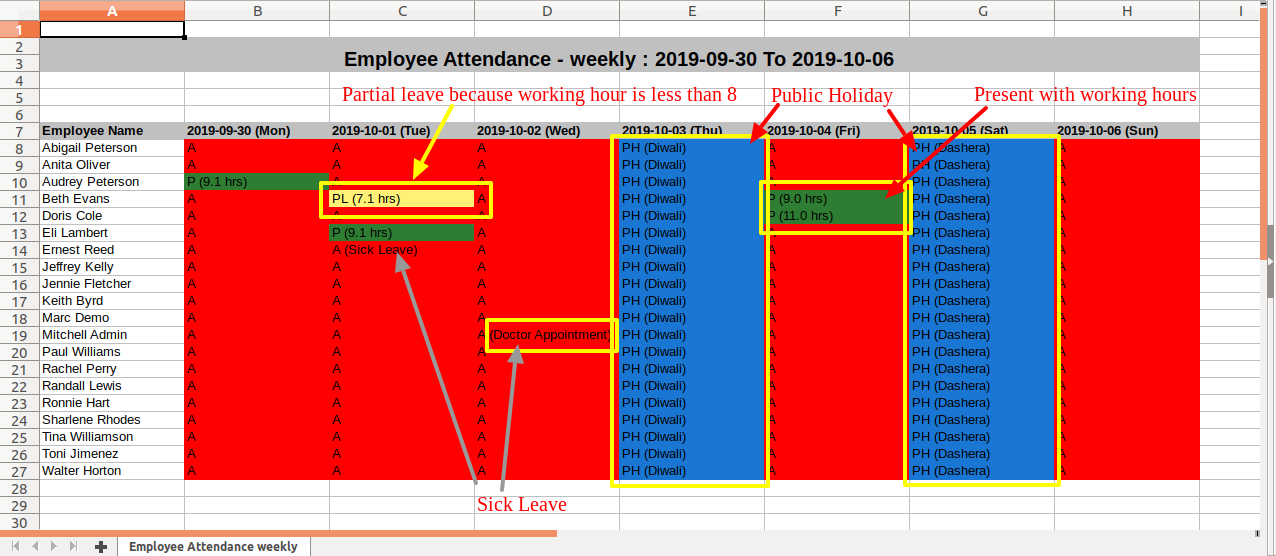 A B C D E F G H I
1
2
3 Employee Attendance - weekly : 2019-09-30 To 2019-10-06
4
5 Partial leave because working hour is less than 8 Public Holiday Present with working hours
6
7 Employee Name 2019-09-30 (Mon) 2019-10-01 (Tue) 2019-10-02 (Wed) 2019-10-03 (Thu) 2019-10-04 (Fri) 2019-10-05 (Sat) 2019-10-06 (Sun)
8 Abigail Peterson A A A PH (Diwali) A PH (Dashera) A
9 Anita Oliver A A A PH (Diwali) A PH (Dashera) A
10 Audrey Peterson P (9.1 hrs) A A PH (Diwali) A PH (Dashera) A
11 Beth Evans A PL (7.1 hrs) A PH (Diwali) P (9.0 hrs) PH (Dashera) A
12 Doris Cole A A A PH (Diwali) P (11.0 hrs) PH (Dashera) A
13 Eli Lambert A P (9.1 hrs) A PH (Diwali) A PH (Dashera) A
14 Ernest Reed A A (Sick Leave) A PH (Diwali) A PH (Dashera) A
15 Jeffrey Kelly A A A PH (Diwali) A PH (Dashera) A
16 Jennie Fletcher A A A PH (Diwali) A PH (Dashera) A
17 Keith Byrd A A A PH (Diwali) A PH (Dashera) A
18 Marc Demo A A A PH (Diwali) A PH (Dashera) A
19 Mitchell Admin A A A (Doctor Appointment) PH (Diwali) A PH (Dashera) A
20 Paul Williams A A A PH (Diwali) A PH (Dashera) A
21 Rachel Perry A A A PH (Diwali) A PH (Dashera) A
22 Randall Lewis A A A PH (Diwali) A PH (Dashera) A
23 Ronnie Hart A A A PH (Diwali) A PH (Dashera) A
24 Sharlene Rhodes A A A PH (Diwali) A PH (Dashera) A
25 Tina Williamson A A A PH (Diwali) A PH (Dashera) A
26 Toni Jimenez A A A PH (Diwali) A PH (Dashera) A
27 Walter Horton A A A PH (Diwali) A PH (Dashera) A
28
29 Sick Leave
30
Employee Attendance weekly